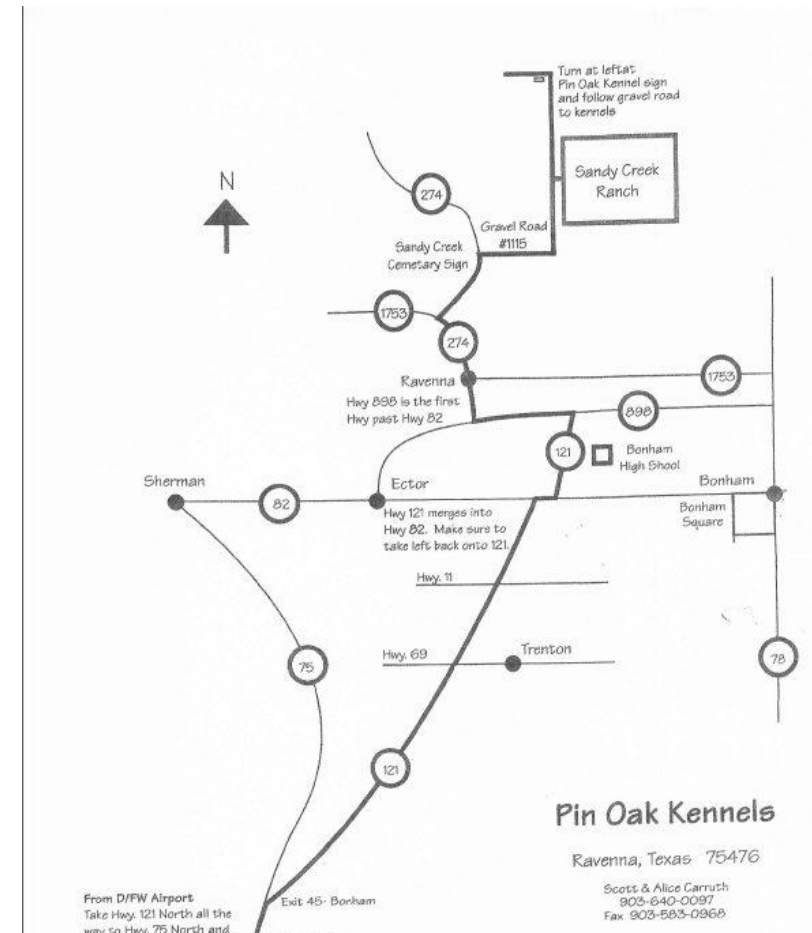 Turn at leftat
Pin Oak Kennel sign
and follow gravel road
to kennels
Sandy Creek
Ranch
N
274
Gravel Road
#1115
Sandy Creek
Cemetary Sign
1753
274
Ravenna
1753
Hwy 898 is the first
Hwy past Hwy 82
898
121
Bonham
High Shool
Sherman
82
Ector
Bonham
Hwy 121 merges into
Hwy 82. Make sure to
take left back onto 121.
Bonham
Square
Hwy. 11
Hwy. 69
Trenton
75
78
121
Pin Oak Kennels
Ravenna, Texas 75476
Scott & Alice Carruth
903-640-0097
Fax 903-583-0968
Exit 45- Bonham
From D/FW Airport
Take Hwy. 121 North all the
way to Hwy. 75 North and